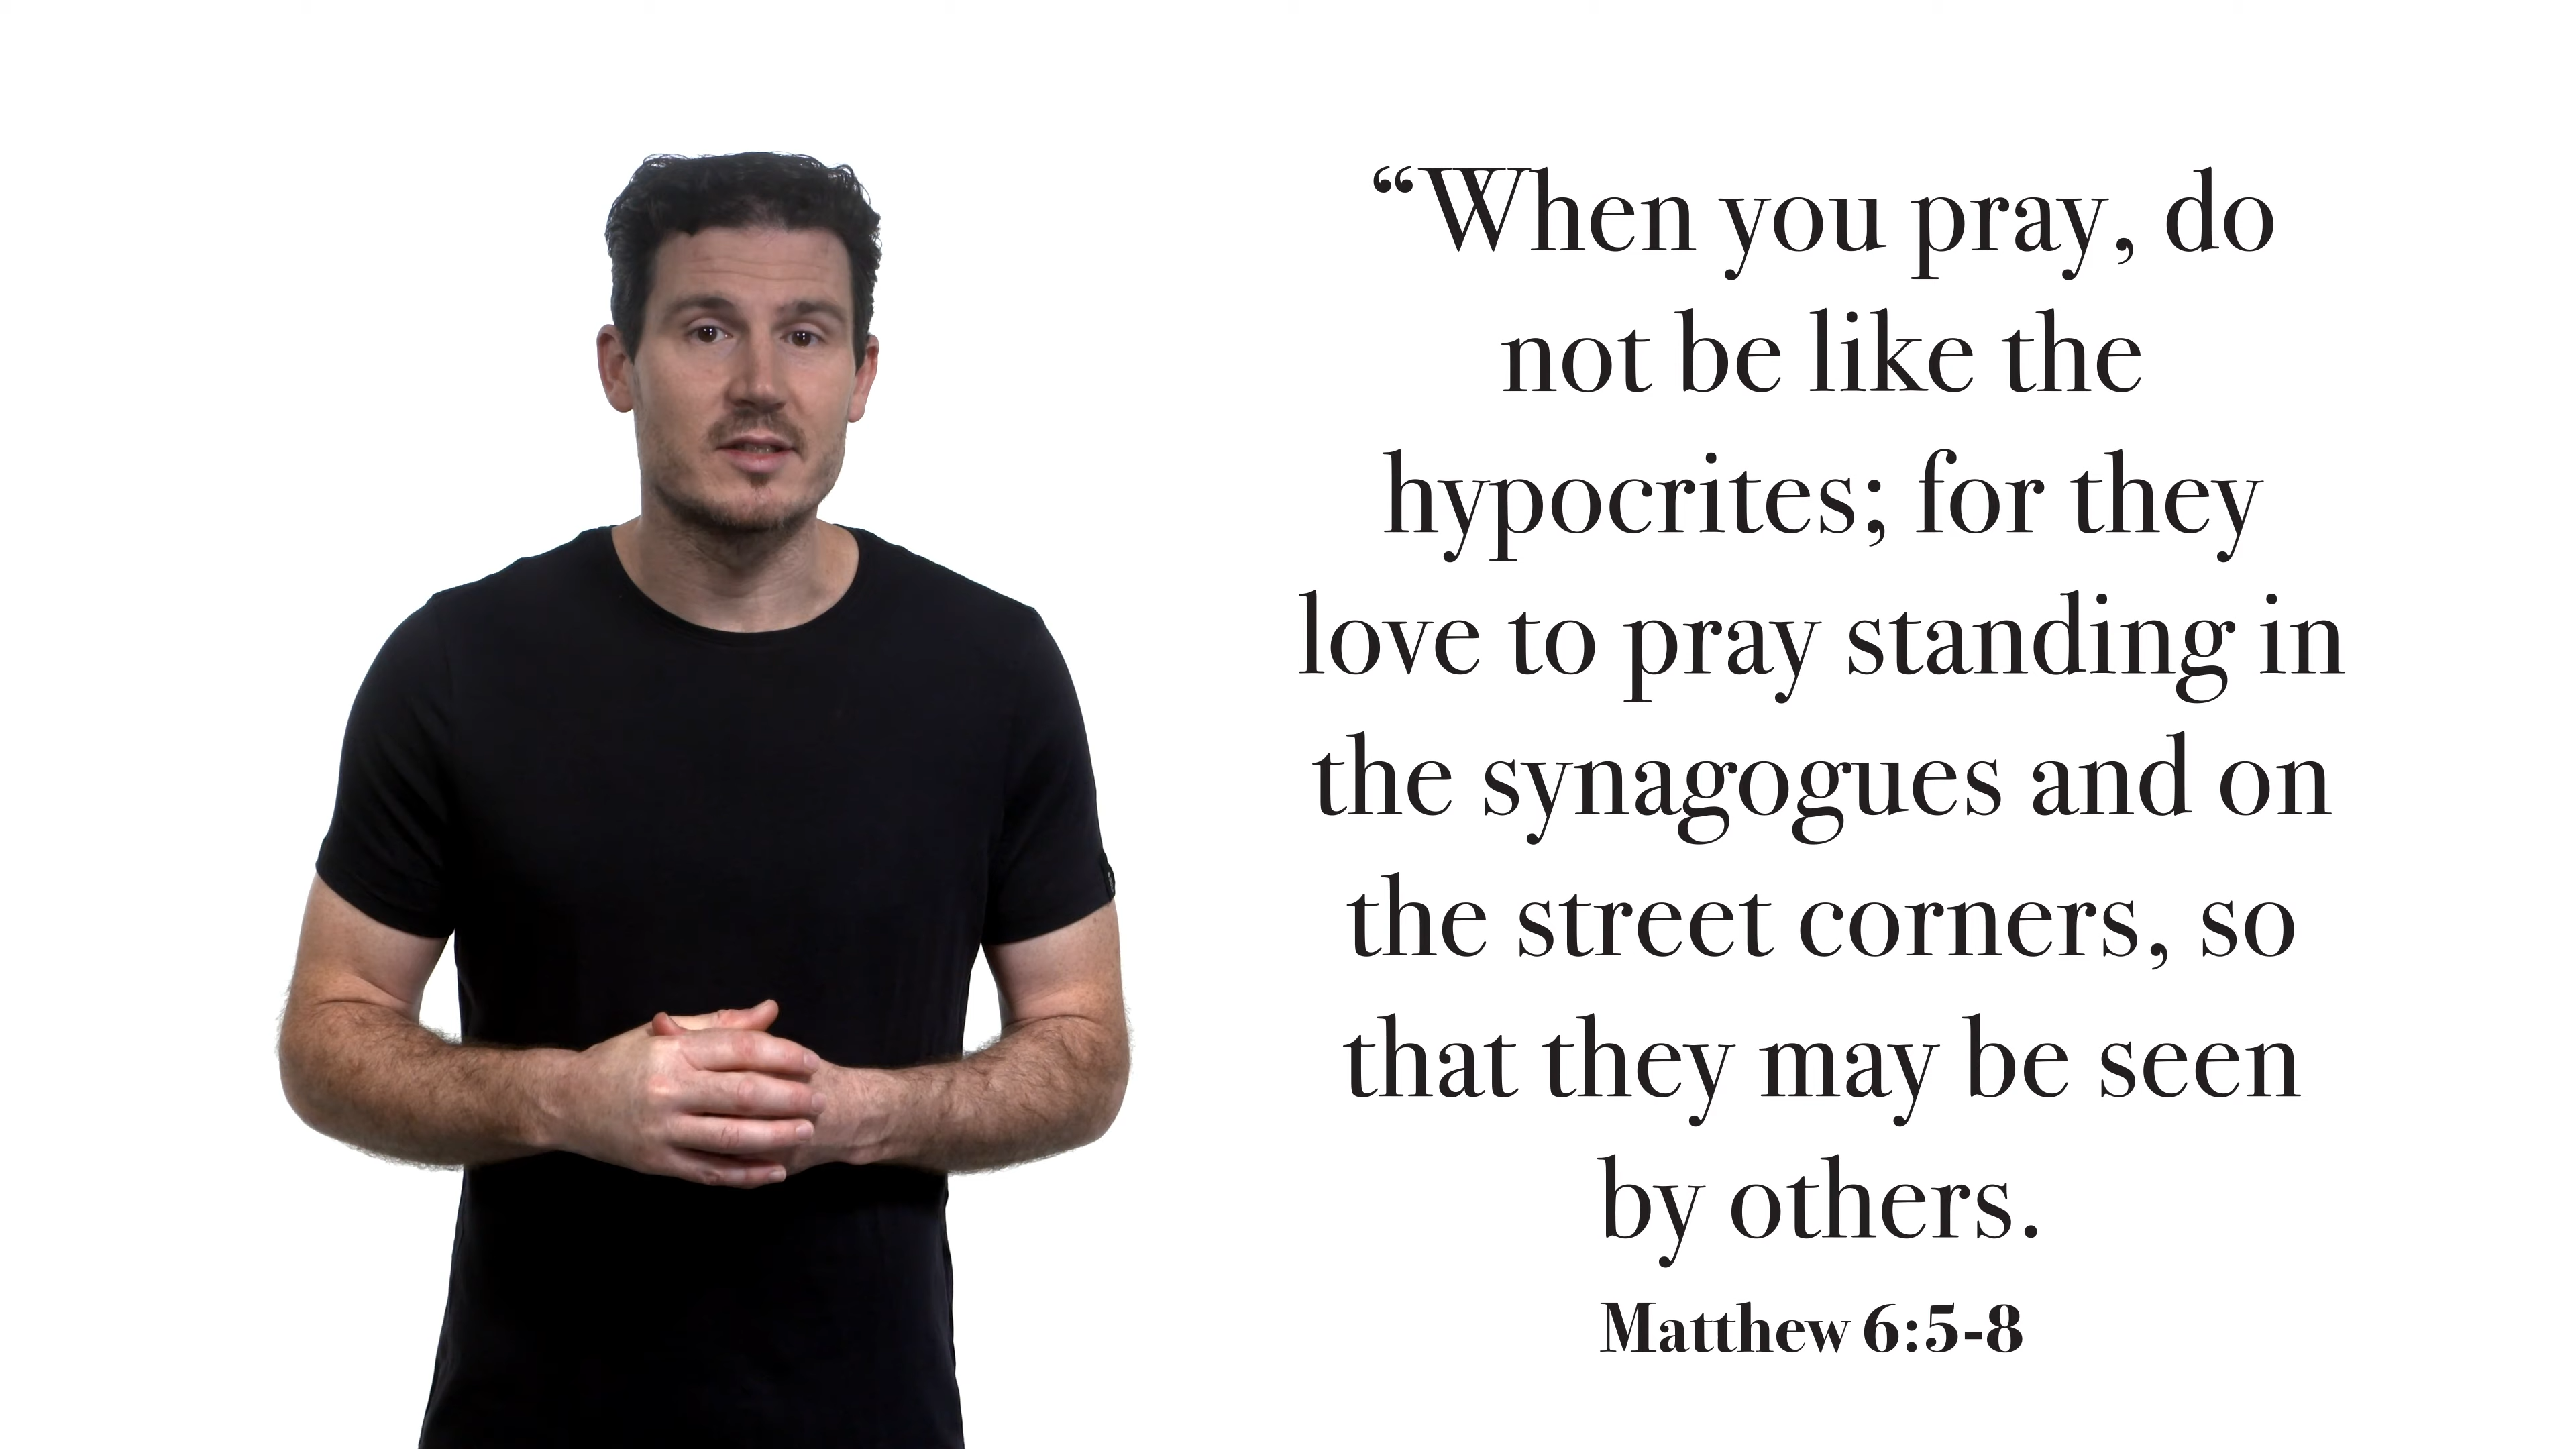 “When you pray, do
not be like the
hypocrites; for they
love to pray standing in
the synagogues and on
the street corners, so
that they may be seen
by others.
Matthew 6:5-8